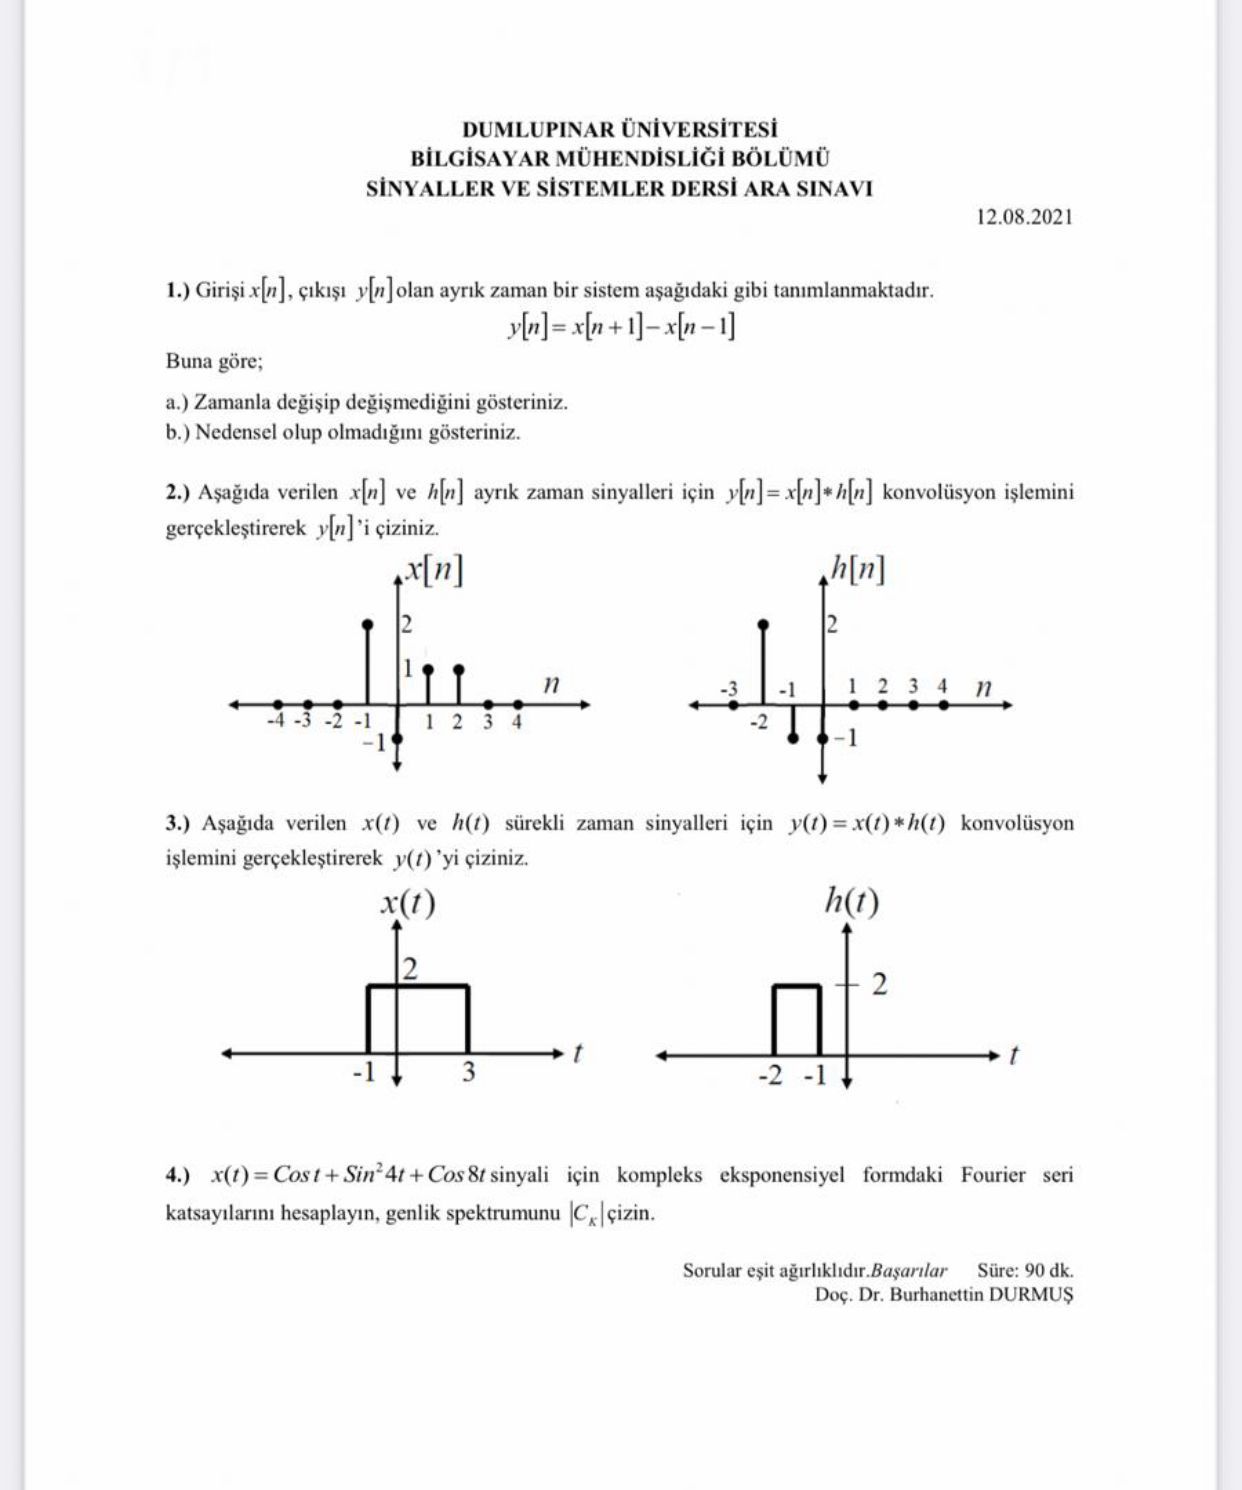 DUMLUPINAR ÜNİVERSİTESİ
BİLGİSAYAR MÜHENDİSLİĞİ BÖLÜMÜ
SİNYALLER VE SİSTEMLER DERSİ ARA SINAVI
12.08.2021
1.) Girişi x[n], çıkışı y[n] olan ayrık zaman bir sistem aşağıdaki gibi tanımlanmaktadır.
y[n] = x[n+1] − x[n−1]
Buna göre;
a.) Zamanla değişip değişmediğini gösteriniz.
b.) Nedensel olup olmadığını gösteriniz.
2.) Aşağıda verilen x[n] ve h[n] ayrık zaman sinyalleri için y[n] = x[n]*h[n] konvolüsyon işlemini
gerçekleştirerek y[n]'i çiziniz.
x[n]
2
1
n
-4 -3 -2 -1 1 2 3 4
−1
h[n]
2
-3 -1 1 2 3 4 n
-2
−1
3.) Aşağıda verilen x(t) ve h(t) sürekli zaman sinyalleri için y(t) = x(t)*h(t) konvolüsyon
işlemini gerçekleştirerek y(t)'yi çiziniz.
x(t)
2
t
-1 3
h(t)
2
t
-2 -1
4.) x(t) = Cos t + Sin²4t + Cos 8t sinyali için kompleks eksponensiyel formdaki Fourier seri
katsayılarını hesaplayın, genlik spektrumunu |C_K| çizin.
Sorular eşit ağırlıklıdır.Başarılar Süre: 90 dk.
Doç. Dr. Burhanettin DURMUŞ